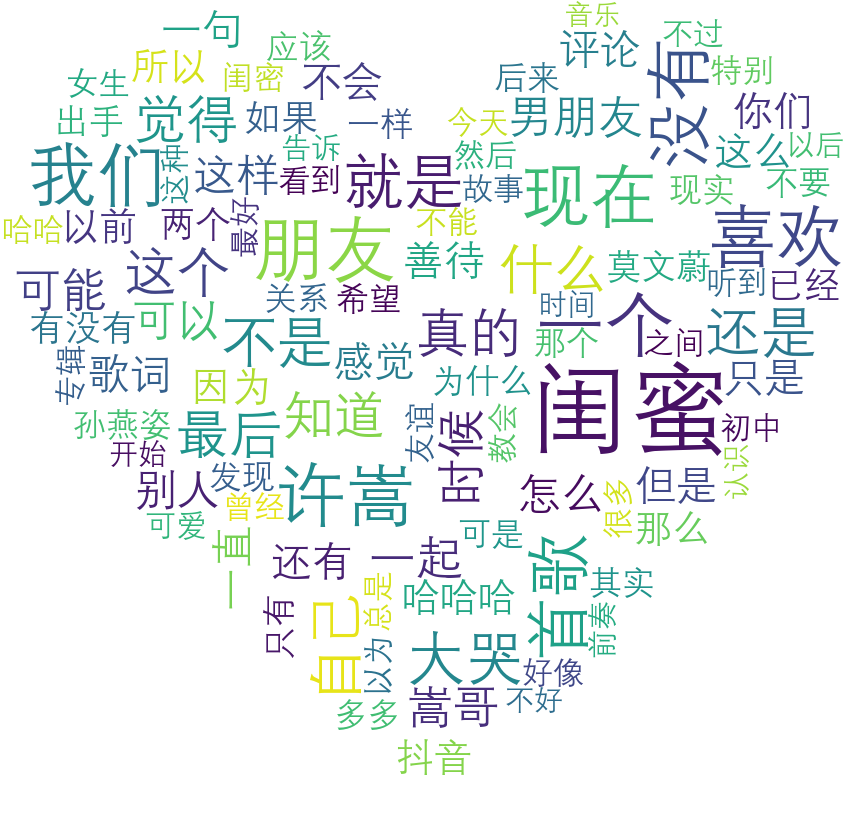 音乐
一句
应该
评论
不过
所以
闺密
不会
后来
没有
特别
女生
出手
觉得
如果
一样
今天
男朋友
你们
我们
这种
这样
告诉
看到
就是
然后
故事
现在
这么
以后
现实
不要
哈哈
以前
两个
最好
朋友
不能
喜欢
可能
这个
善待
什么
莫文蔚
听到
已经
有没有
可以
关系
希望
真的
时间
一个
那个
之间
还是
专辑
歌词
不是
感觉
为什么
只是
因为
孙燕姿
最后
知道
友谊
时候
教会
闺蜜
初中
开始
别人
发现
许嵩
怎么
但是
认识
可爱
曾经
很多
那么
一直
还有
一起
可是
首歌
其实
只有
自己
总是
哈哈哈
前奏
以为
大哭
好像
多多
嵩哥
不好
抖音